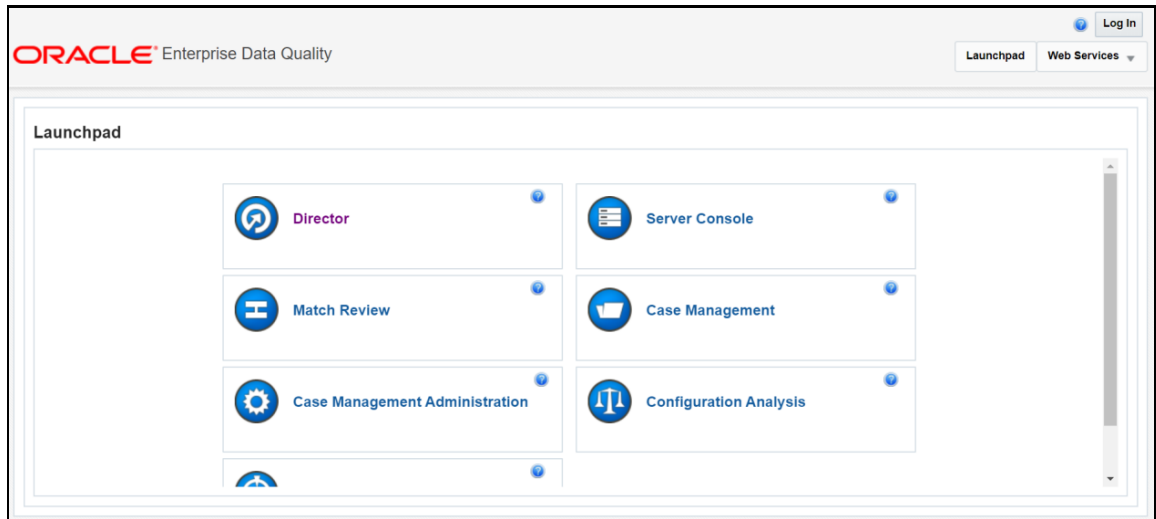 Log In
ORACLE Enterprise Data Quality
Launchpad Web Services
Launchpad
Director
Server Console
Match Review
Case Management
Case Management Administration
Configuration Analysis